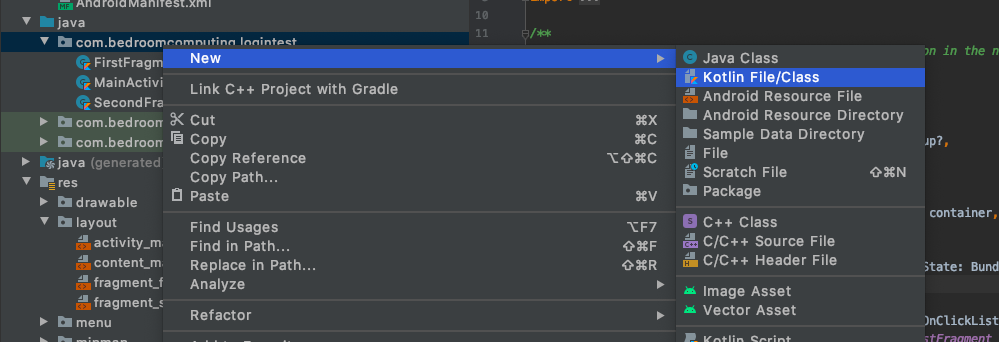 AndroidManifest.xml
java
com.bedroomcomputing.logintest
FirstFragm
MainActivi
SecondFra
com.bedroom
com.bedroom
java (generated
res
drawable
layout
activity_ma
content_ma
fragment_f
fragment_s
menu
New
Link C++ Project with Gradle
Cut ⌘X
Copy ⌘C
Copy Reference ⌥⇧⌘C
Copy Path...
Paste ⌘V
Find Usages ⌥F7
Find in Path... ⇧⌘F
Replace in Path... ⇧⌘R
Analyze
Refactor
Java Class
Kotlin File/Class
Android Resource File
Android Resource Directory
Sample Data Directory
File
Scratch File ⇧⌘N
Package
C++ Class
C/C++ Source File
C/C++ Header File
Image Asset
Vector Asset
Kotlin Script
10
11 /**
on in the n
up?,
container,
State: Bund
OnClickList
stFragment